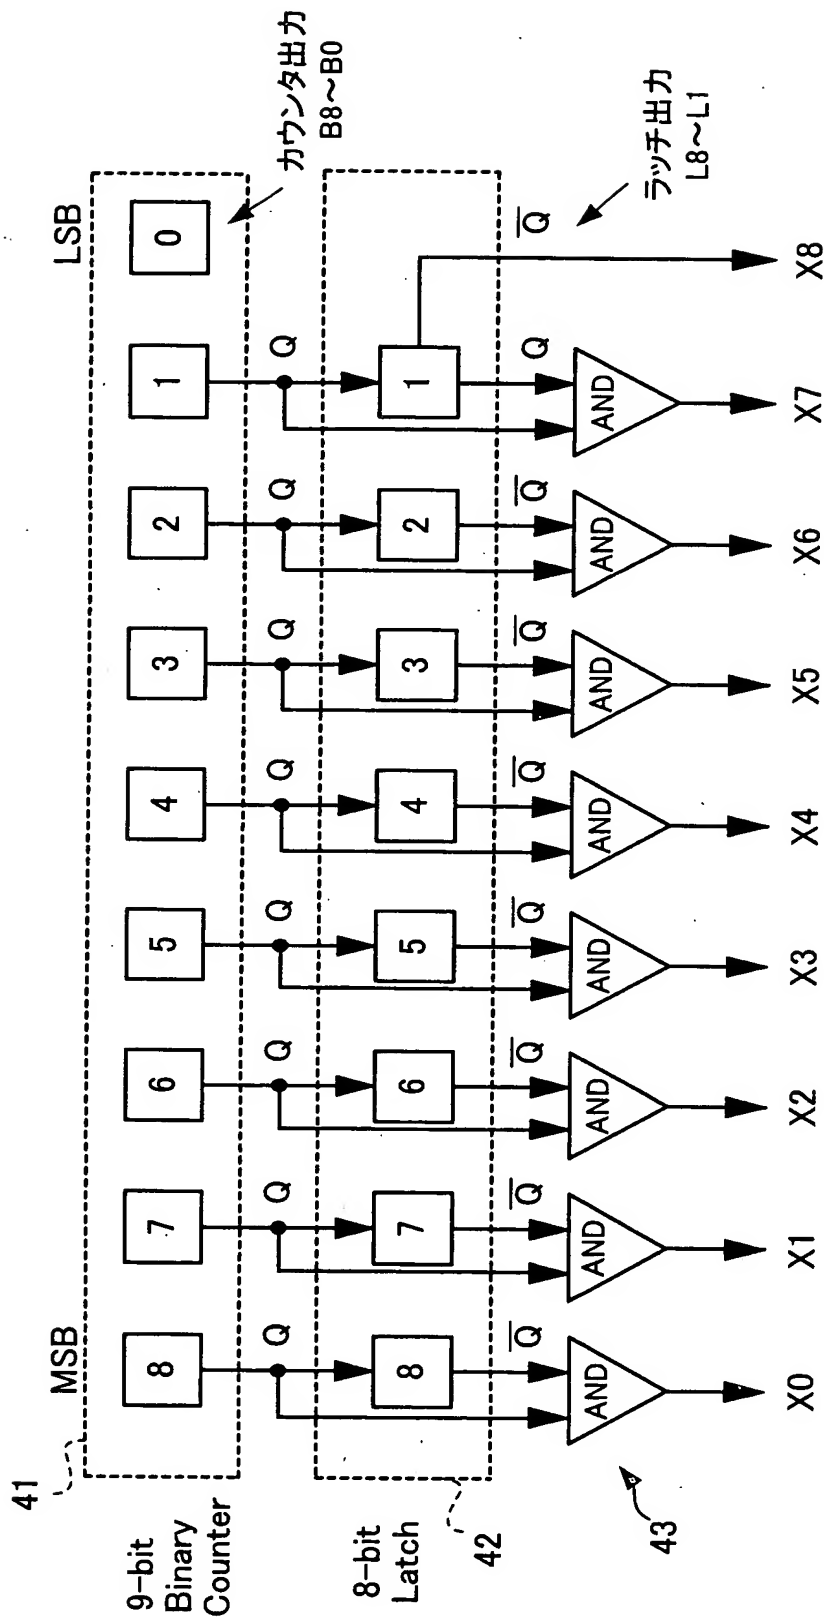 41
MSB
LSB
9-bit
Binary
Counter
8
7
6
5
4
3
2
1
0
カウンタ出力
B8～B0
Q
Q
Q
Q
Q
Q
Q
Q
8-bit
Latch
42
8
7
6
5
4
3
2
1
ラッチ出力
L8～L1
Q̅
Q̅
Q̅
Q̅
Q̅
Q̅
Q̅
Q
Q̅
43
AND
AND
AND
AND
AND
AND
AND
AND
X0
X1
X2
X3
X4
X5
X6
X7
X8